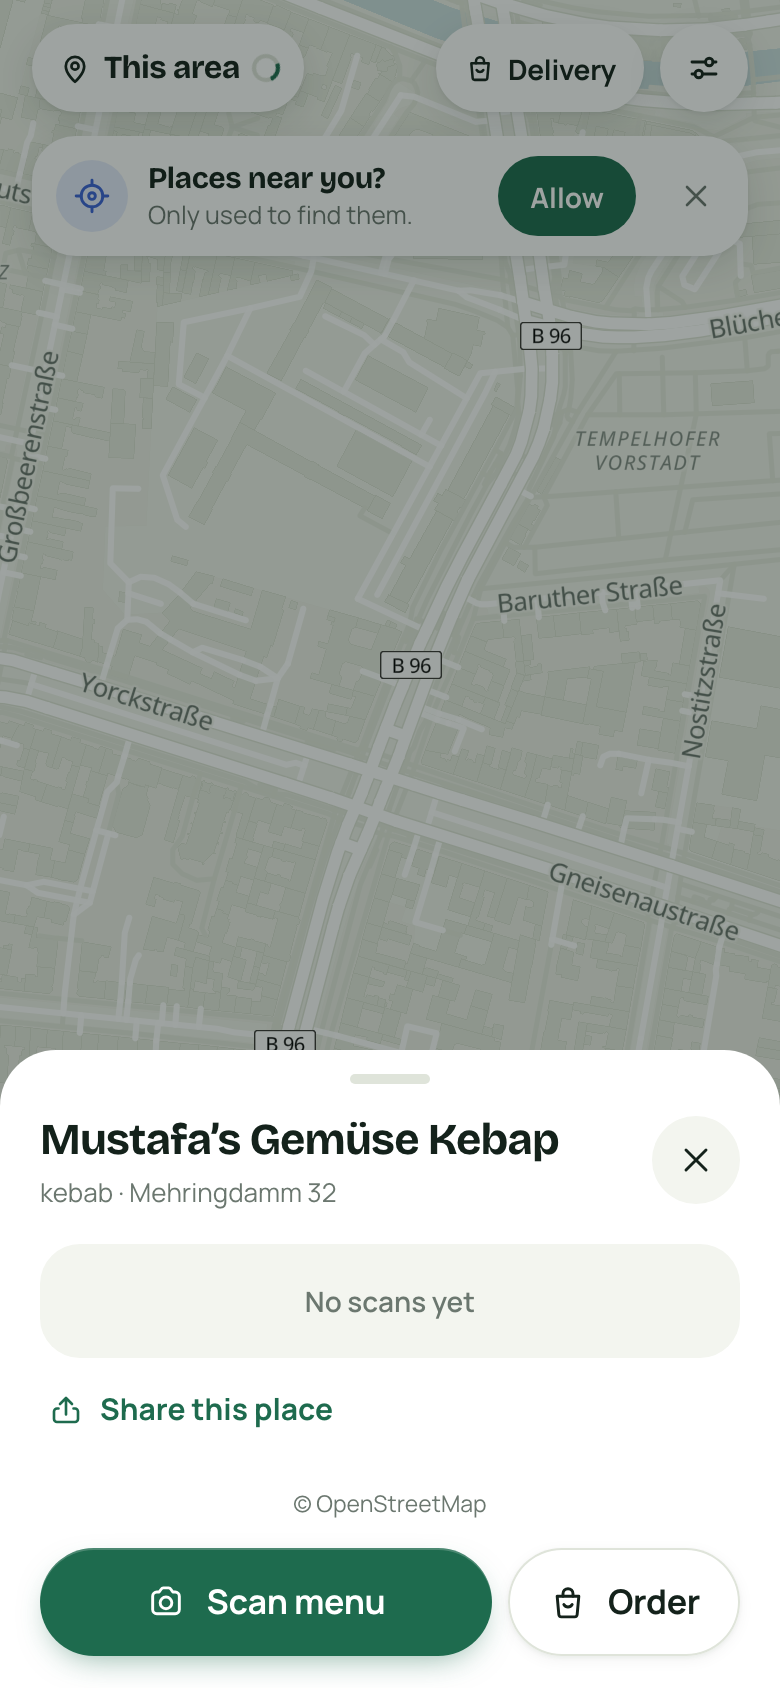 This area
Delivery
Places near you?
Only used to find them.
Allow
B 96
Großbeerenstraße
TEMPELHOFER
VORSTADT
Baruther Straße
B 96
Nostitzstraße
Yorckstraße
Gneisenaustraße
B 96
Mustafa's Gemüse Kebap
kebab · Mehringdamm 32
No scans yet
Share this place
© OpenStreetMap
Scan menu
Order